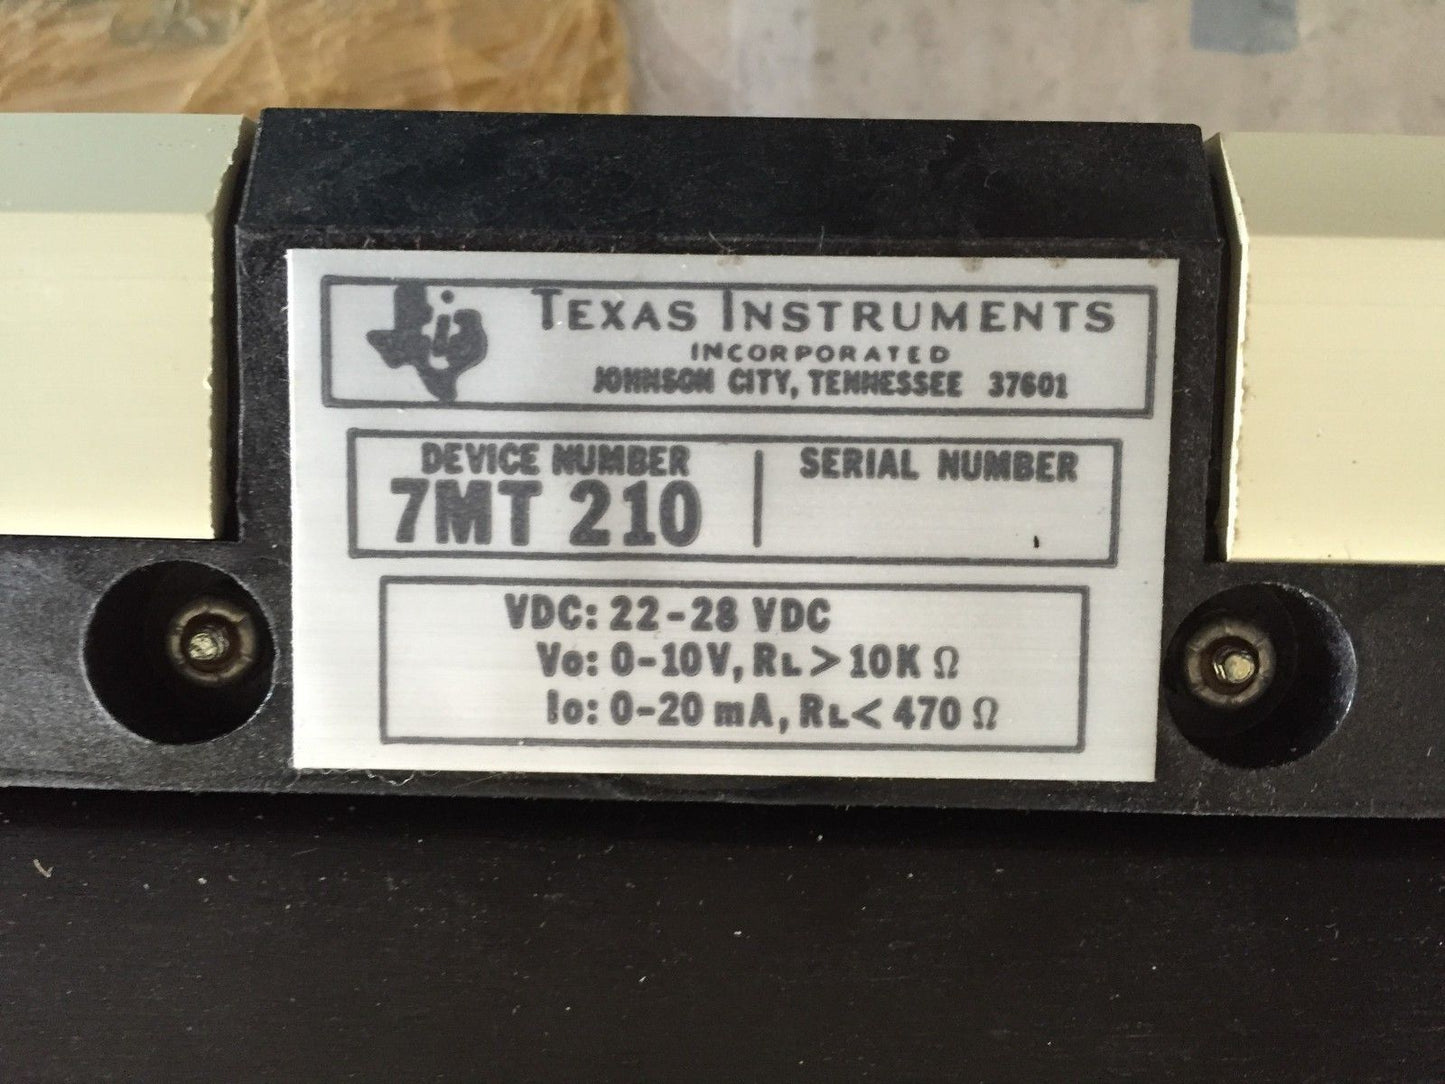 TEXAS INSTRUMENTS
INCORPORATED
JOHNSON CITY, TENNESSEE 37601
DEVICE NUMBER
7MT 210
SERIAL NUMBER
VDC: 22-28 VDC
Vo: 0-10V, RL > 10K Ω
Io: 0-20 mA, RL < 470 Ω